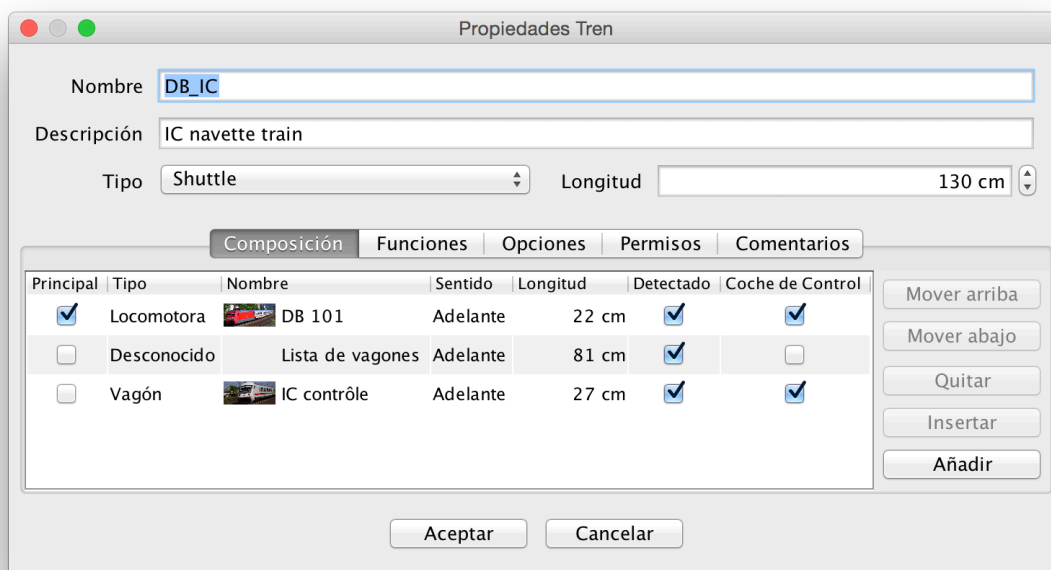 Propiedades Tren
Nombre DB_IC
Descripción IC navette train
Tipo Shuttle Longitud 130 cm
Composición Funciones Opciones Permisos Comentarios
Principal Tipo Nombre Sentido Longitud Detectado Coche de Control
Locomotora DB 101 Adelante 22 cm
Desconocido Lista de vagones Adelante 81 cm
Vagón IC contrôle Adelante 27 cm
Mover arriba
Mover abajo
Quitar
Insertar
Añadir
Aceptar Cancelar